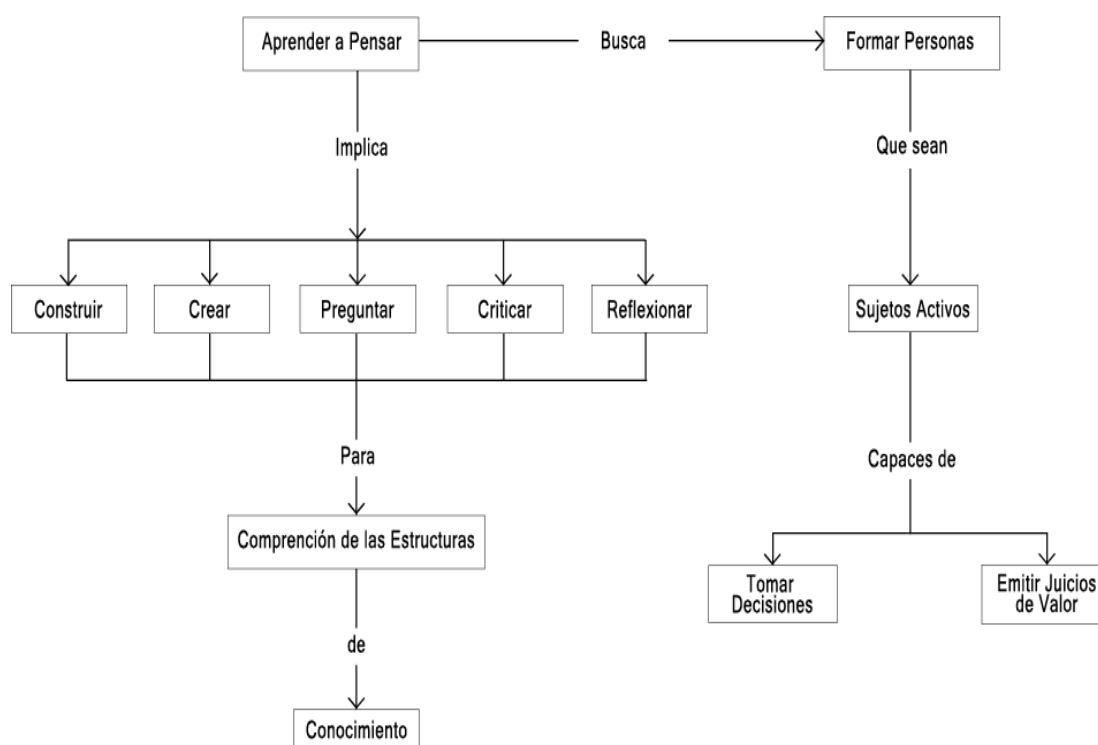 Aprender a Pensar
Busca
Formar Personas
Implica
Que sean
Construir
Crear
Preguntar
Criticar
Reflexionar
Sujetos Activos
Para
Capaces de
Comprención de las Estructuras
Tomar
Decisiones
Emitir Juicios
de Valor
de
Conocimiento